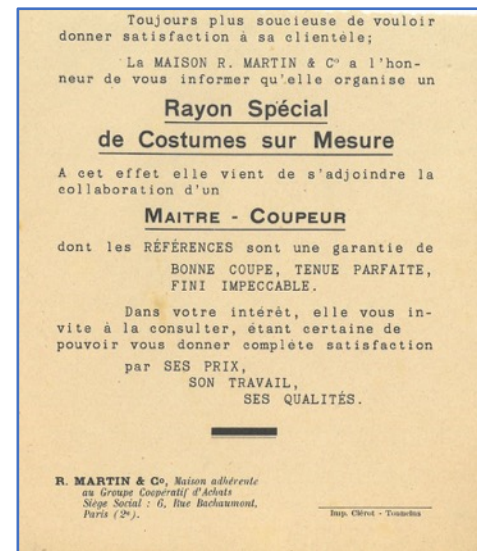 Toujours plus soucieuse de vouloir
donner satisfaction à sa clientèle;
La MAISON R. MARTIN & Cº a l'hon-
neur de vous informer qu'elle organise un
Rayon Spécial
de Costumes sur Mesure
A cet effet elle vient de s'adjoindre la
collaboration d'un
MAITRE - COUPEUR
dont les RÉFÉRENCES sont une garantie de
BONNE COUPE, TENUE PARFAITE,
FINI IMPECCABLE.
Dans votre intérêt, elle vous in-
vite à la consulter, étant certaine de
pouvoir vous donner complète satisfaction
par SES PRIX,
SON TRAVAIL,
SES QUALITÉS.
R. MARTIN & Cº, Maison adhérente
au Groupe Coopératif d'Achats
Siège Social : 6, Rue Bachaumont,
Paris (2ᵉ).
Imp. Clérot - Tonneins